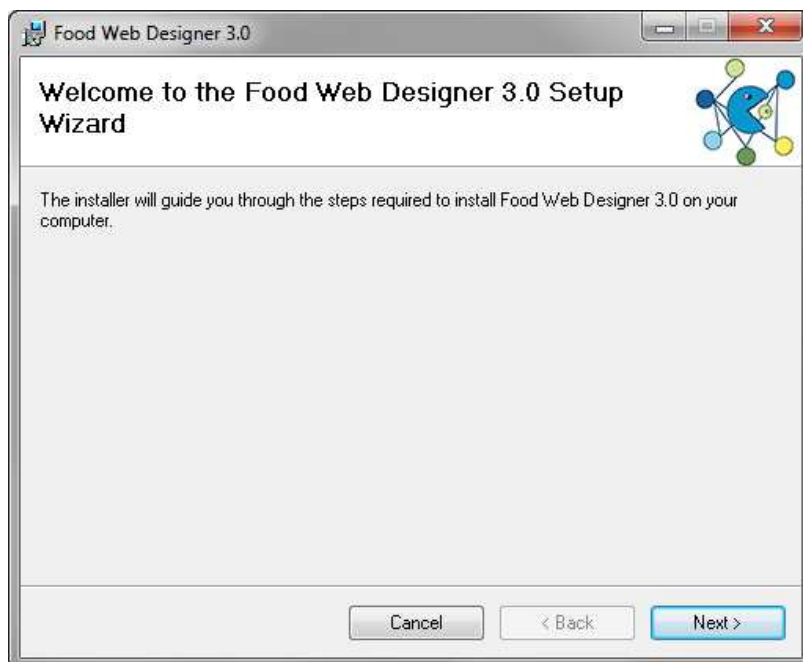 Food Web Designer 3.0
Welcome to the Food Web Designer 3.0 Setup
Wizard
The installer will guide you through the steps required to install Food Web Designer 3.0 on your
computer.
Cancel
< Back
Next >